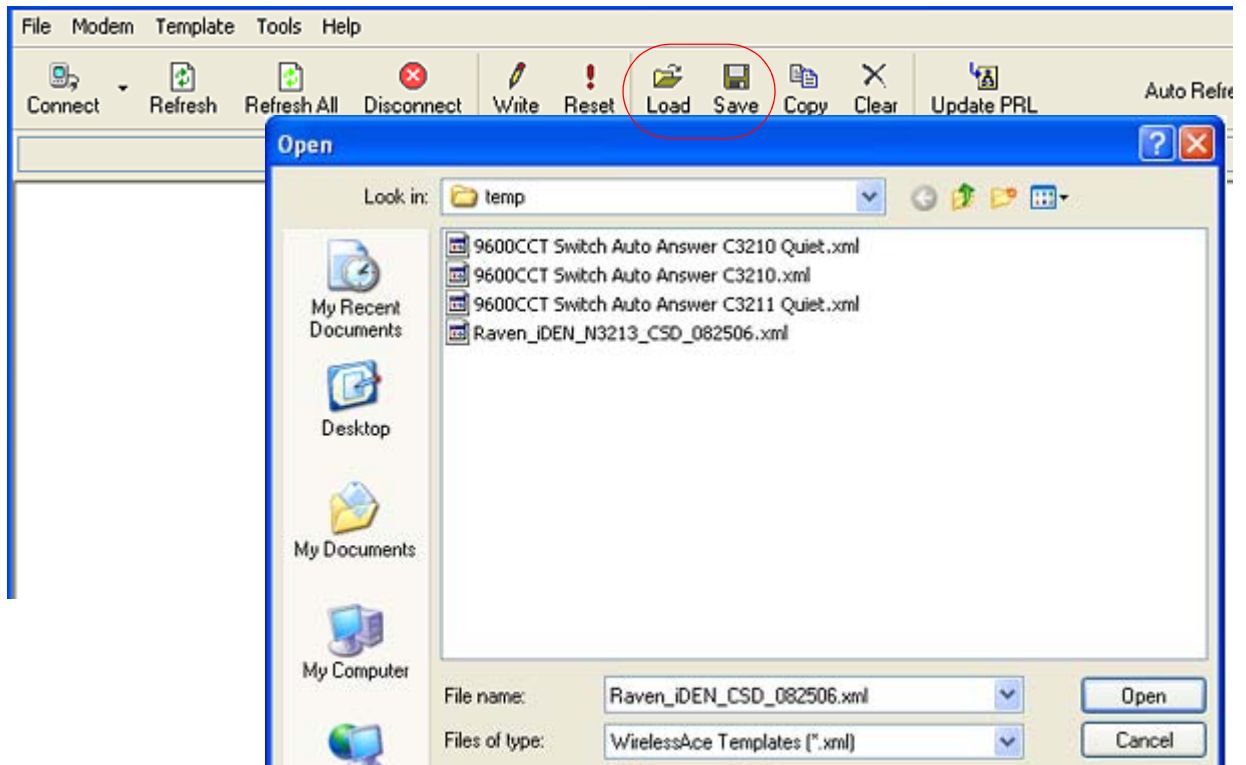 File Modem Template Tools Help
Connect Refresh Refresh All Disconnect Write Reset Load Save Copy Clear Update PRL Auto Refre
Open
Look in: temp
9600CCT Switch Auto Answer C3210 Quiet.xml
9600CCT Switch Auto Answer C3210.xml
9600CCT Switch Auto Answer C3211 Quiet.xml
Raven_iDEN_N3213_CSD_082506.xml
My Recent
Documents
Desktop
My Documents
My Computer
File name: Raven_iDEN_CSD_082506.xml Open
Files of type: WirelessAce Templates (*.xml) Cancel